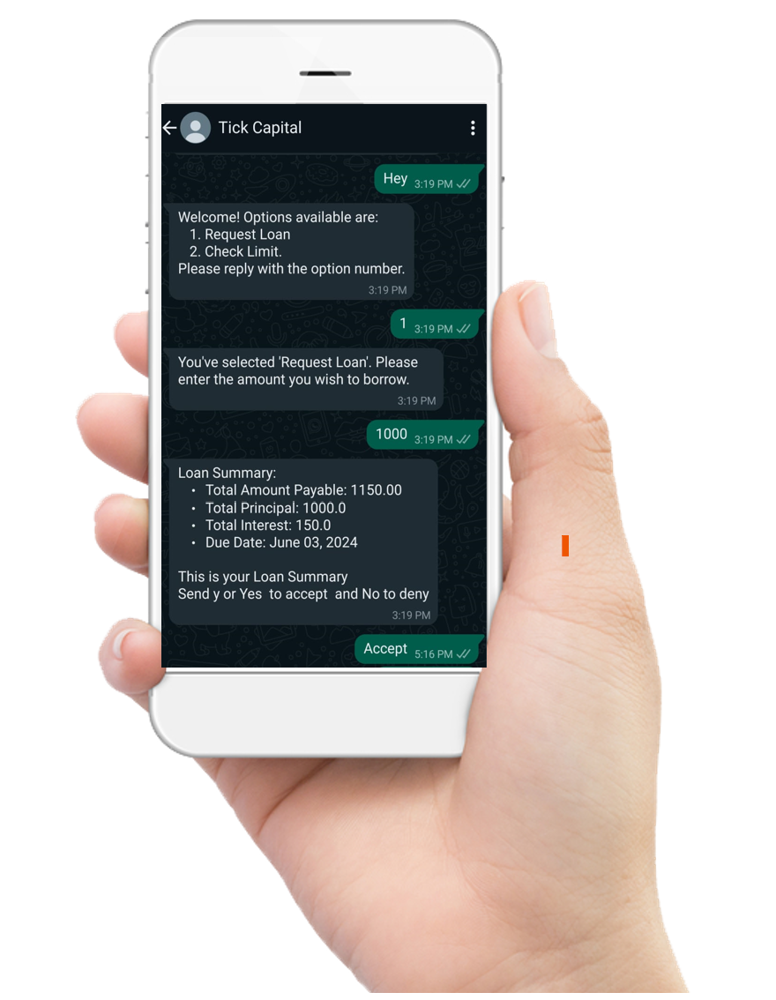 Tick Capital
Hey 3:19 PM
Welcome! Options available are:
1. Request Loan
2. Check Limit.
Please reply with the option number.
3:19 PM
1 3:19 PM
You've selected 'Request Loan'. Please
enter the amount you wish to borrow.
3:19 PM
1000 3:19 PM
Loan Summary:
• Total Amount Payable: 1150.00
• Total Principal: 1000.0
• Total Interest: 150.0
• Due Date: June 03, 2024
This is your Loan Summary
Send y or Yes  to accept  and No to deny
3:19 PM
Accept 5:16 PM